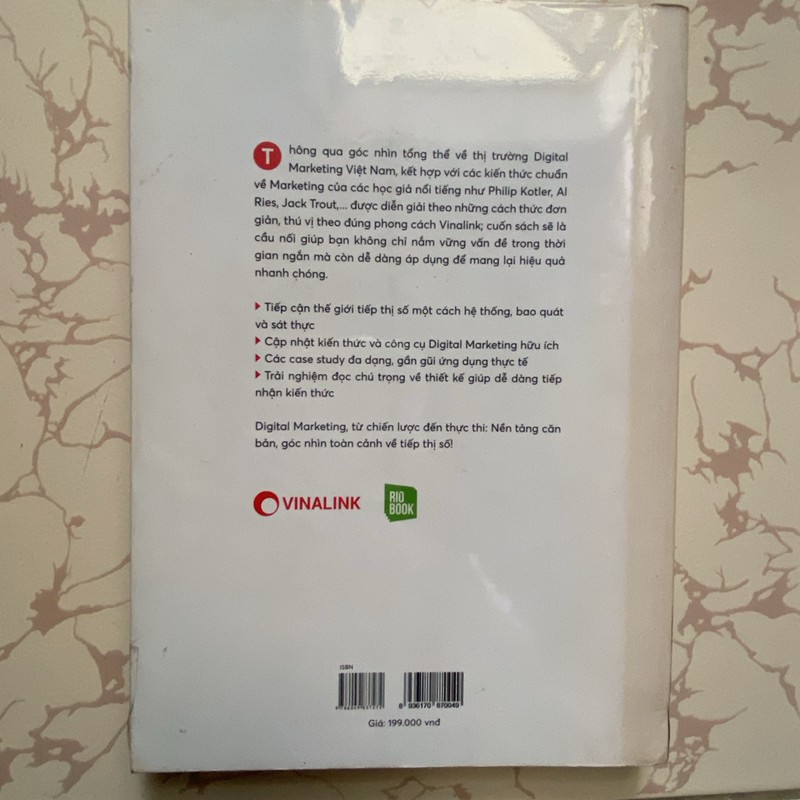 Thông qua góc nhìn tổng thể về thị trường Digital
Marketing Việt Nam, kết hợp với các kiến thức chuẩn
về Marketing của các học giả nổi tiếng như Philip Kotler, Al
Ries, Jack Trout,... được diễn giải theo những cách thức đơn
giản, thú vị theo đúng phong cách Vinalink; cuốn sách sẽ là
cầu nối giúp bạn không chỉ nắm vững vấn đề trong thời
gian ngắn mà còn dễ dàng áp dụng để mang lại hiệu quả
nhanh chóng.
Tiếp cận thế giới tiếp thị số một cách hệ thống, bao quát
và sát thực
Cập nhật kiến thức và công cụ Digital Marketing hữu ích
Các case study đa dạng, gần gũi ứng dụng thực tế
Trải nghiệm đọc chú trọng về thiết kế giúp dễ dàng tiếp
nhận kiến thức
Digital Marketing, từ chiến lược đến thực thi: Nền tảng căn
bản, góc nhìn toàn cảnh về tiếp thị số!
VINALINK
RIO
BOOK
ISBN
8 936170 870049
Giá: 199.000 vnđ